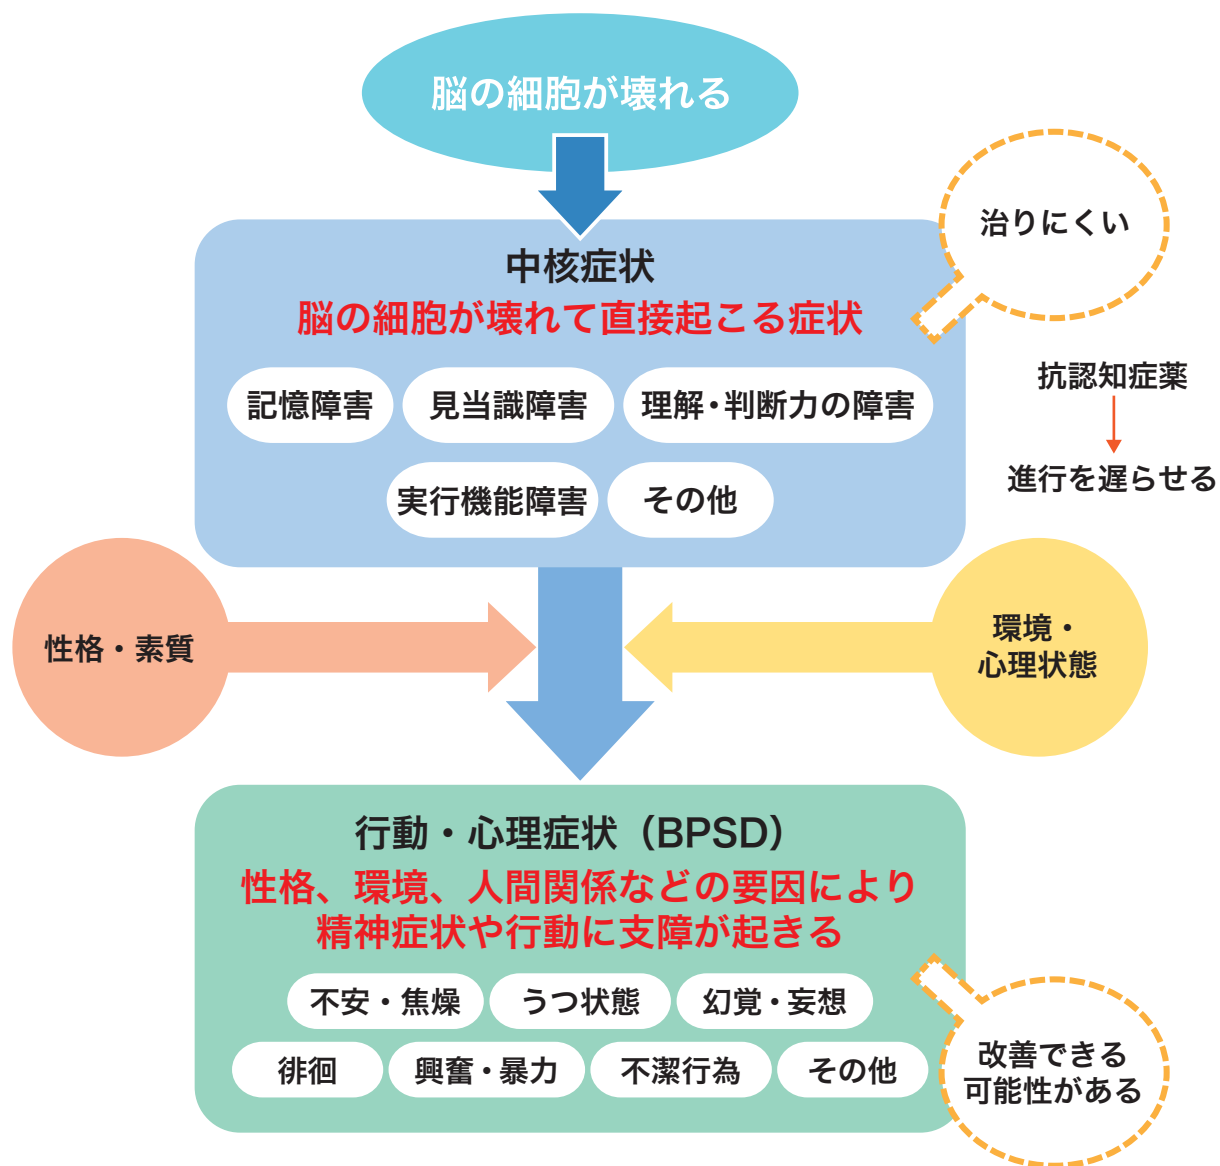 脳の細胞が壊れる
治りにくい
中核症状
脳の細胞が壊れて直接起こる症状
抗認知症薬
記憶障害
見当識障害
理解・判断力の障害
進行を遅らせる
実行機能障害
その他
性格・素質
環境・
心理状態
行動・心理症状（BPSD）
性格、環境、人間関係などの要因により
精神症状や行動に支障が起きる
不安・焦燥
うつ状態
幻覚・妄想
徘徊
興奮・暴力
不潔行為
その他
改善できる
可能性がある